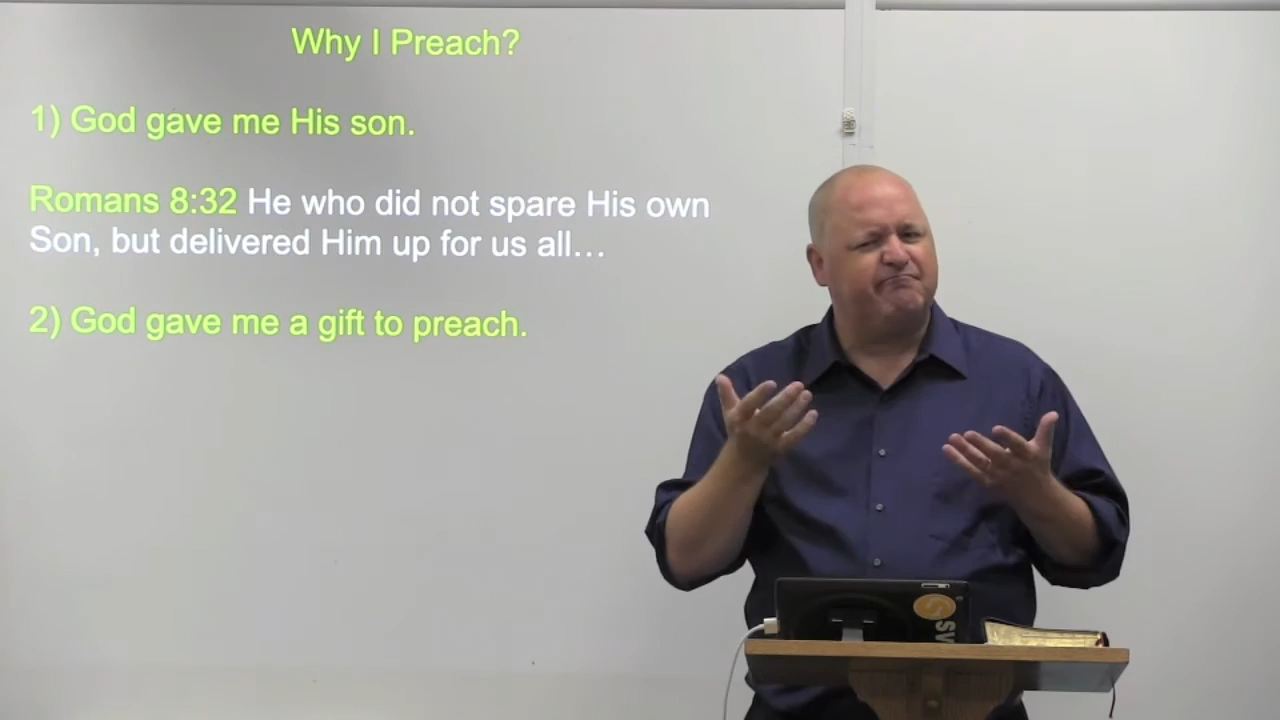 Why I Preach?
1) God gave me His son.
Romans 8:32 He who did not spare His own
Son, but delivered Him up for us all…
2) God gave me a gift to preach.
SV